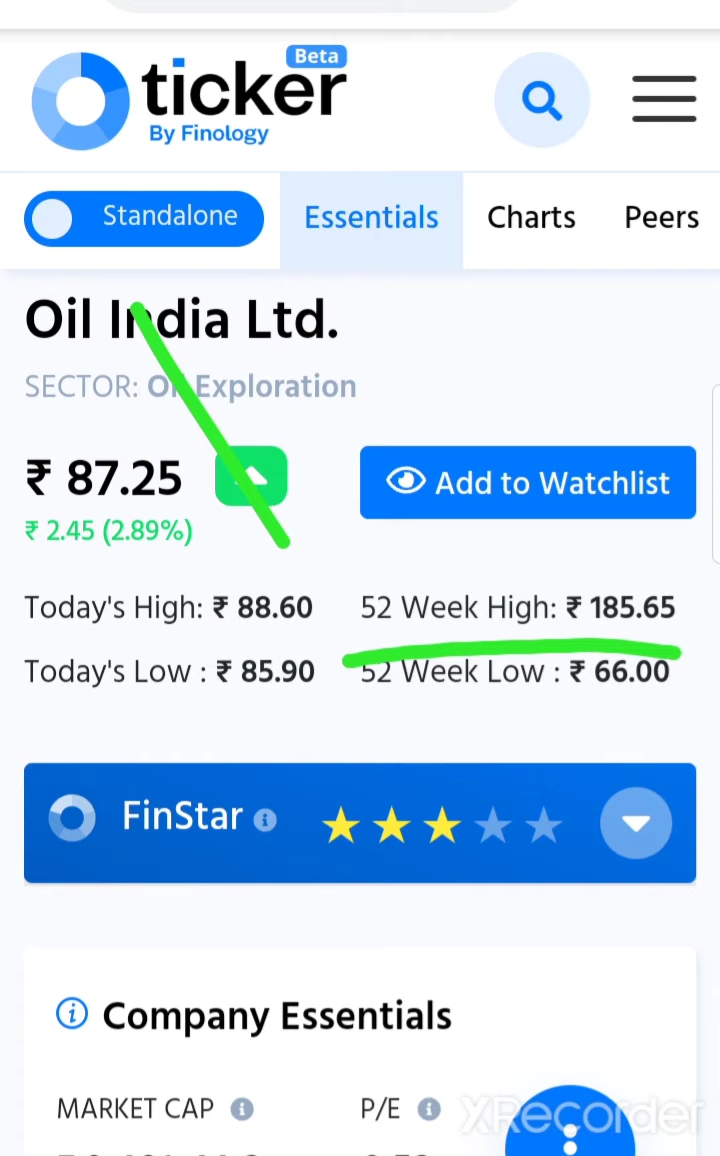 Beta
ticker
By Finology
Standalone
Essentials
Charts
Peers
Oil India Ltd.
SECTOR: Oil Exploration
₹ 87.25
Add to Watchlist
₹ 2.45 (2.89%)
Today's High: ₹ 88.60
52 Week High: ₹ 185.65
Today's Low : ₹ 85.90
52 Week Low : ₹ 66.00
FinStar
Company Essentials
MARKET CAP
P/E
XRecorder